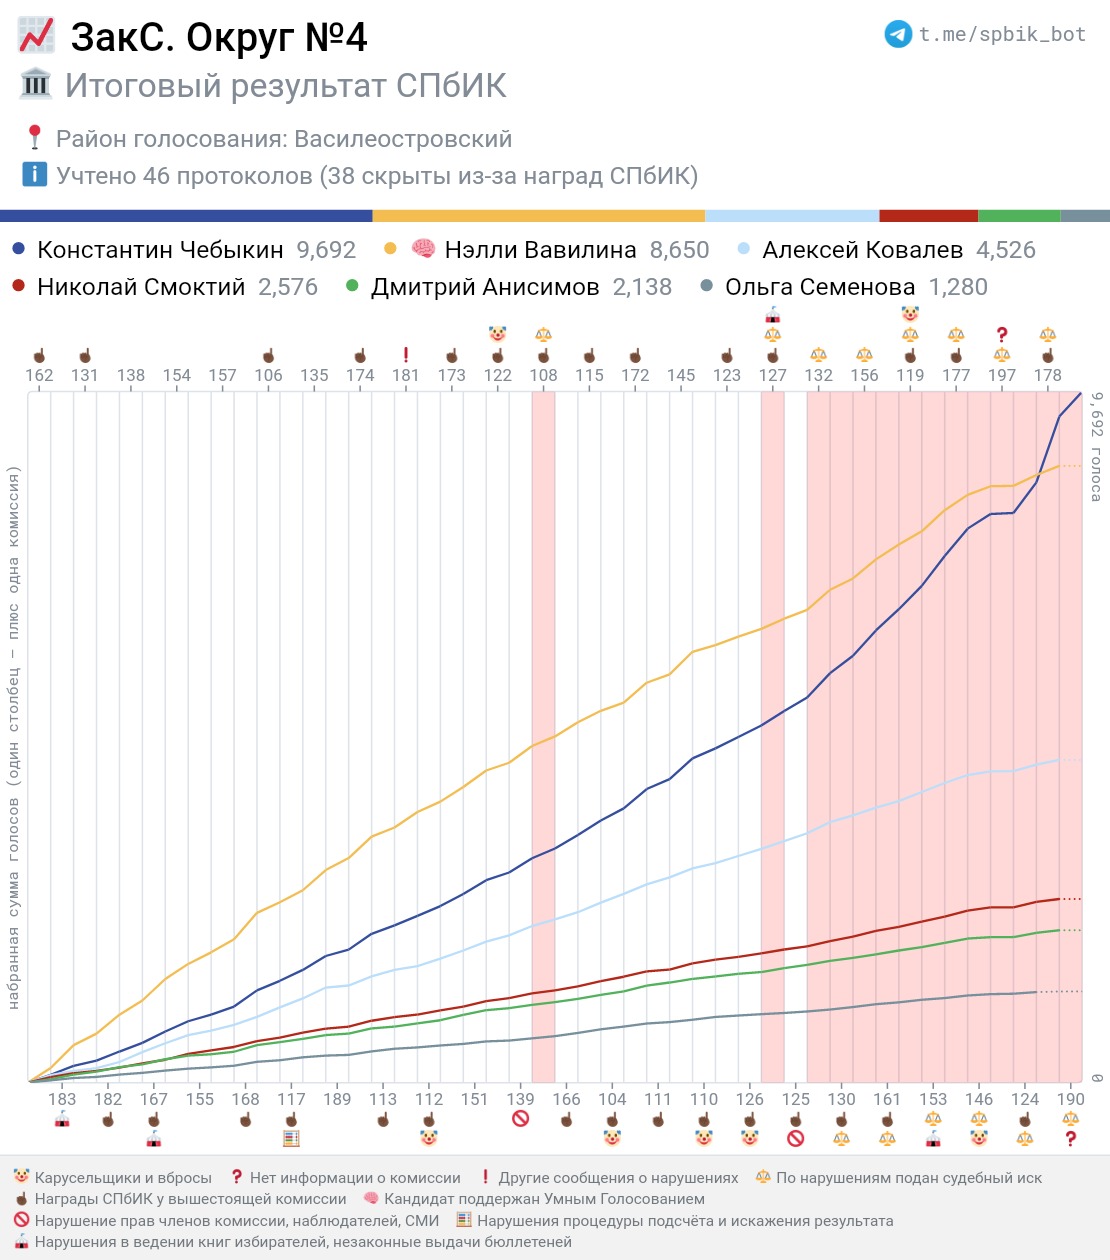 ЗакС. Округ №4
t.me/spbik_bot
Итоговый результат СПбИК
Район голосования: Василеостровский
Учтено 46 протоколов (38 скрыты из-за наград СПбИК)
Константин Чебыкин 9,692 Нэлли Вавилина 8,650 Алексей Ковалев 4,526
Николай Смоктий 2,576 Дмитрий Анисимов 2,138 Ольга Семенова 1,280
162 131 138 154 157 106 135 174 181 173 122 108 115 172 145 123 127 132 156 119 177 197 178
9,692 голоса
набранная сумма голосов (один столбец — плюс одна комиссия)
0
183 182 167 155 168 117 189 113 112 151 139 166 104 111 110 126 125 130 161 153 146 124 190
Карусельщики и вбросы Нет информации о комиссии Другие сообщения о нарушениях По нарушениям подан судебный иск
Награды СПбИК у вышестоящей комиссии Кандидат поддержан Умным Голосованием
Нарушение прав членов комиссии, наблюдателей, СМИ Нарушения процедуры подсчёта и искажения результата
Нарушения в ведении книг избирателей, незаконные выдачи бюллетеней